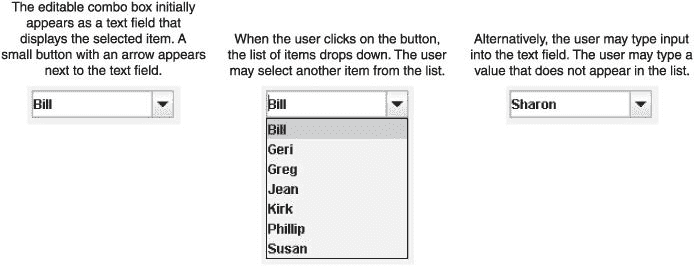 The editable combo box initially
appears as a text field that
displays the selected item. A
small button with an arrow appears
next to the text field.
Bill
When the user clicks on the button,
the list of items drops down. The user
may select another item from the list.
Bill
Bill
Geri
Greg
Jean
Kirk
Phillip
Susan
Alternatively, the user may type input
into the text field. The user may type a
value that does not appear in the list.
Sharon